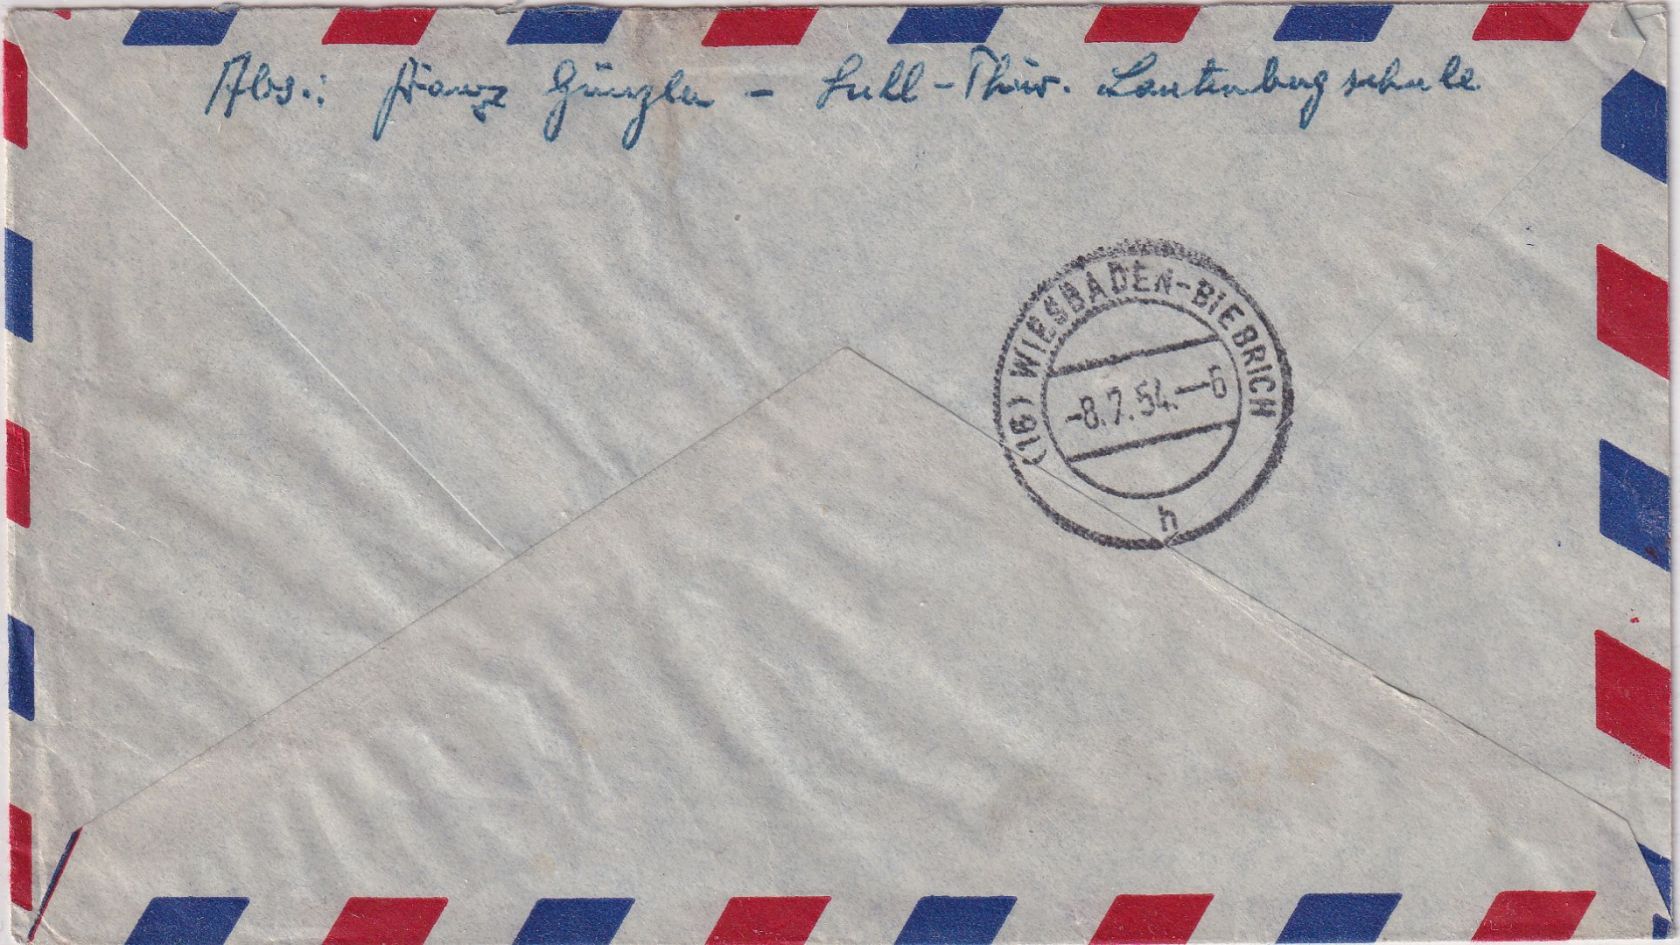 Abs.: Franz Günzler – Suhl – Thür. Lautenbergschule
(16) WIESBADEN-BIEBRICH
-8.7.54.—6
h